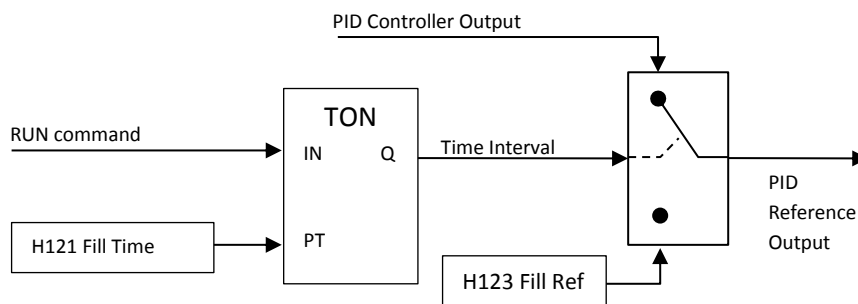 PID Controller Output
TON
RUN command
IN Q
Time Interval
PT
H121 Fill Time
H123 Fill Ref
PID
Reference
Output